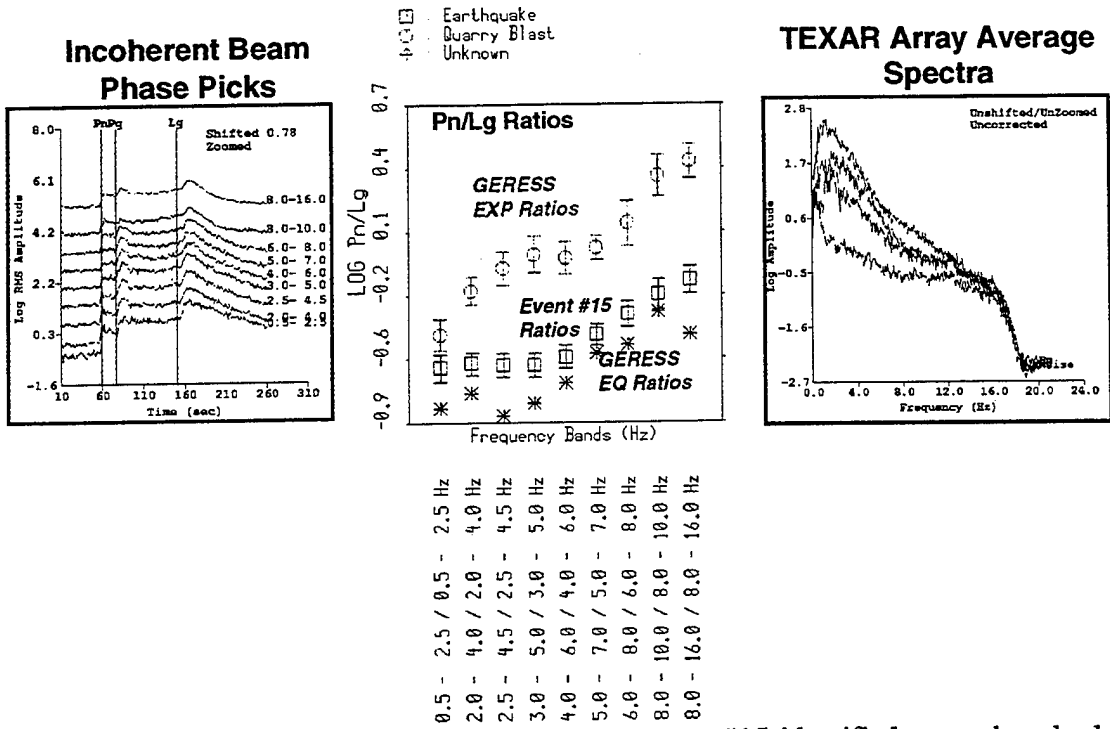 Earthquake
Quarry Blast
Unknown
Incoherent Beam
Phase Picks
8.0
6.1
4.2
2.2
0.3
-1.6
Log RMS Amplitude
Pn Pg Lg
Shifted 0.78
Zoomed
8.0-16.0
8.0-10.0
6.0- 8.0
5.0- 7.0
4.0- 6.0
3.0- 5.0
2.5- 4.5
2.0- 4.0
0.5- 2.5
10 60 110 160 210 260 310
Time (sec)
Pn/Lg Ratios
LOG Pn/Lg
0.7
0.4
0.1
-0.2
-0.6
-0.9
GERESS
EXP Ratios
Event #15
Ratios
GERESS
EQ Ratios
Frequency Bands (Hz)
0.5 - 2.5 / 0.5 - 2.5 Hz
2.0 - 4.0 / 2.0 - 4.0 Hz
2.5 - 4.5 / 2.5 - 4.5 Hz
3.0 - 5.0 / 3.0 - 5.0 Hz
4.0 - 6.0 / 4.0 - 6.0 Hz
5.0 - 7.0 / 5.0 - 7.0 Hz
6.0 - 8.0 / 6.0 - 8.0 Hz
8.0 - 10.0 / 8.0 - 10.0 Hz
8.0 - 16.0 / 8.0 - 16.0 Hz
TEXAR Array Average
Spectra
2.8
1.7
0.6
-0.5
-1.6
-2.7
Log Amplitude
Unshifted/UnZoomed
Uncorrected
0.0 4.0 8.0 12.0 16.0 20.0 24.0
Frequency (Hz)